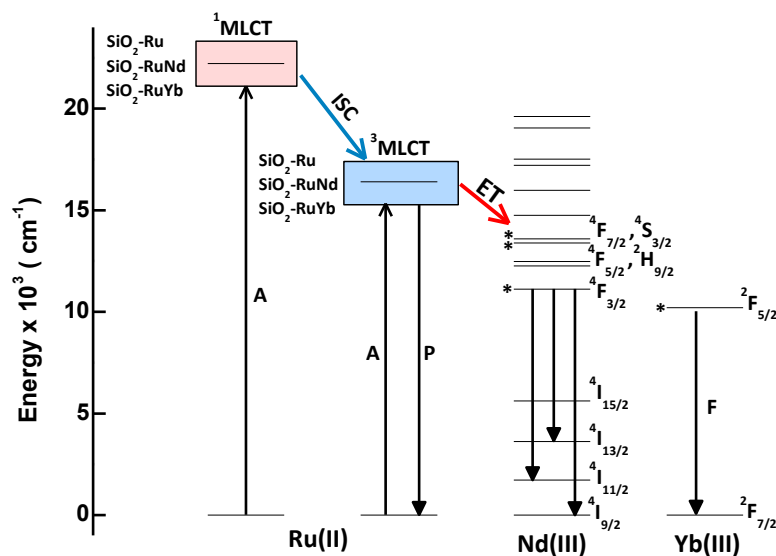 ¹MLCT
SiO₂-Ru
SiO₂-RuNd
SiO₂-RuYb
ISC
³MLCT
SiO₂-Ru
SiO₂-RuNd
SiO₂-RuYb
ET
Energy x 10³ ( cm⁻¹)
20
15
10
5
0
A
A
P
* ⁴F₇/₂ , ⁴S₃/₂
*
⁴F₅/₂ , ²H₉/₂
* ⁴F₃/₂
⁴I₁₅/₂
⁴I₁₃/₂
⁴I₁₁/₂
⁴I₉/₂
* ²F₅/₂
F
²F₇/₂
Ru(II)
Nd(III)
Yb(III)